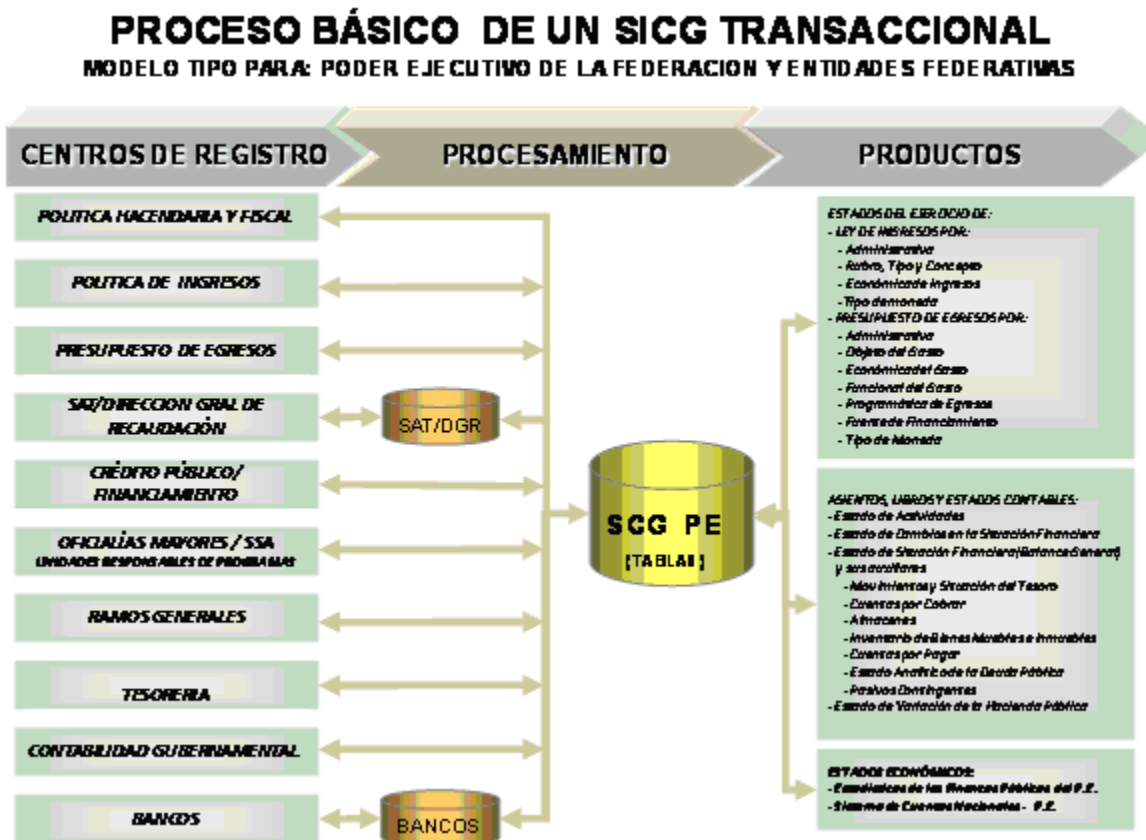 PROCESO BÁSICO DE UN SICG TRANSACCIONAL
MODELO TIPO PARA: PODER EJECUTIVO DE LA FEDERACION Y ENTIDADES FEDERATIVAS
CENTROS DE REGISTRO
PROCESAMIENTO
PRODUCTOS
POLITICA HACENDARIA Y FISCAL
POLITICA DE INGRESOS
PRESUPUESTO DE EGRESOS
SAT/DIRECCION GRAL DE
RECAUDACIÓN
CRÉDITO PÚBLICO/
FINANCIAMIENTO
OFICIALÍAS MAYORES / SSA
UNIDADES RESPONSABLES DE PROGRAMAS
RAMOS GENERALES
TESORERIA
CONTABILIDAD GUBERNAMENTAL
BANCOS
SAT/DGR
BANCOS
SCG PE
ESTADOS DEL EJERCICIO DE:
- LEY DE INGRESOS POR:
- Administrativa
- Rubro, Tipo y Concepto
- Económica de Ingresos
- Tipo de moneda
- PRESUPUESTO DE EGRESOS POR:
- Administrativa
- Objeto del Gasto
- Económica del Gasto
- Funcional del Gasto
- Programática de Egresos
- Fuente de Financiamiento
- Tipo de Moneda
ASIENTOS, LIBROS Y ESTADOS CONTABLES:
- Estado de Actividades
- Estado de Cambios en la Situación Financiera
- Estado de Situación Financiera (Balance General)
y sus auxiliares
- Movimientos y Situación del Tesoro
- Cuentas por Cobrar
- Almacenes
- Inventario de Bienes Muebles e Inmuebles
- Cuentas por Pagar
- Estado Analítico de la Deuda Pública
- Pasivos Contingentes
- Estado de Variación de la Hacienda Pública
ESTADOS ECONÓMICOS:
- Estadísticas de las Finanzas Públicas del P.E.
- Sistema de Cuentas Nacionales - P.E.